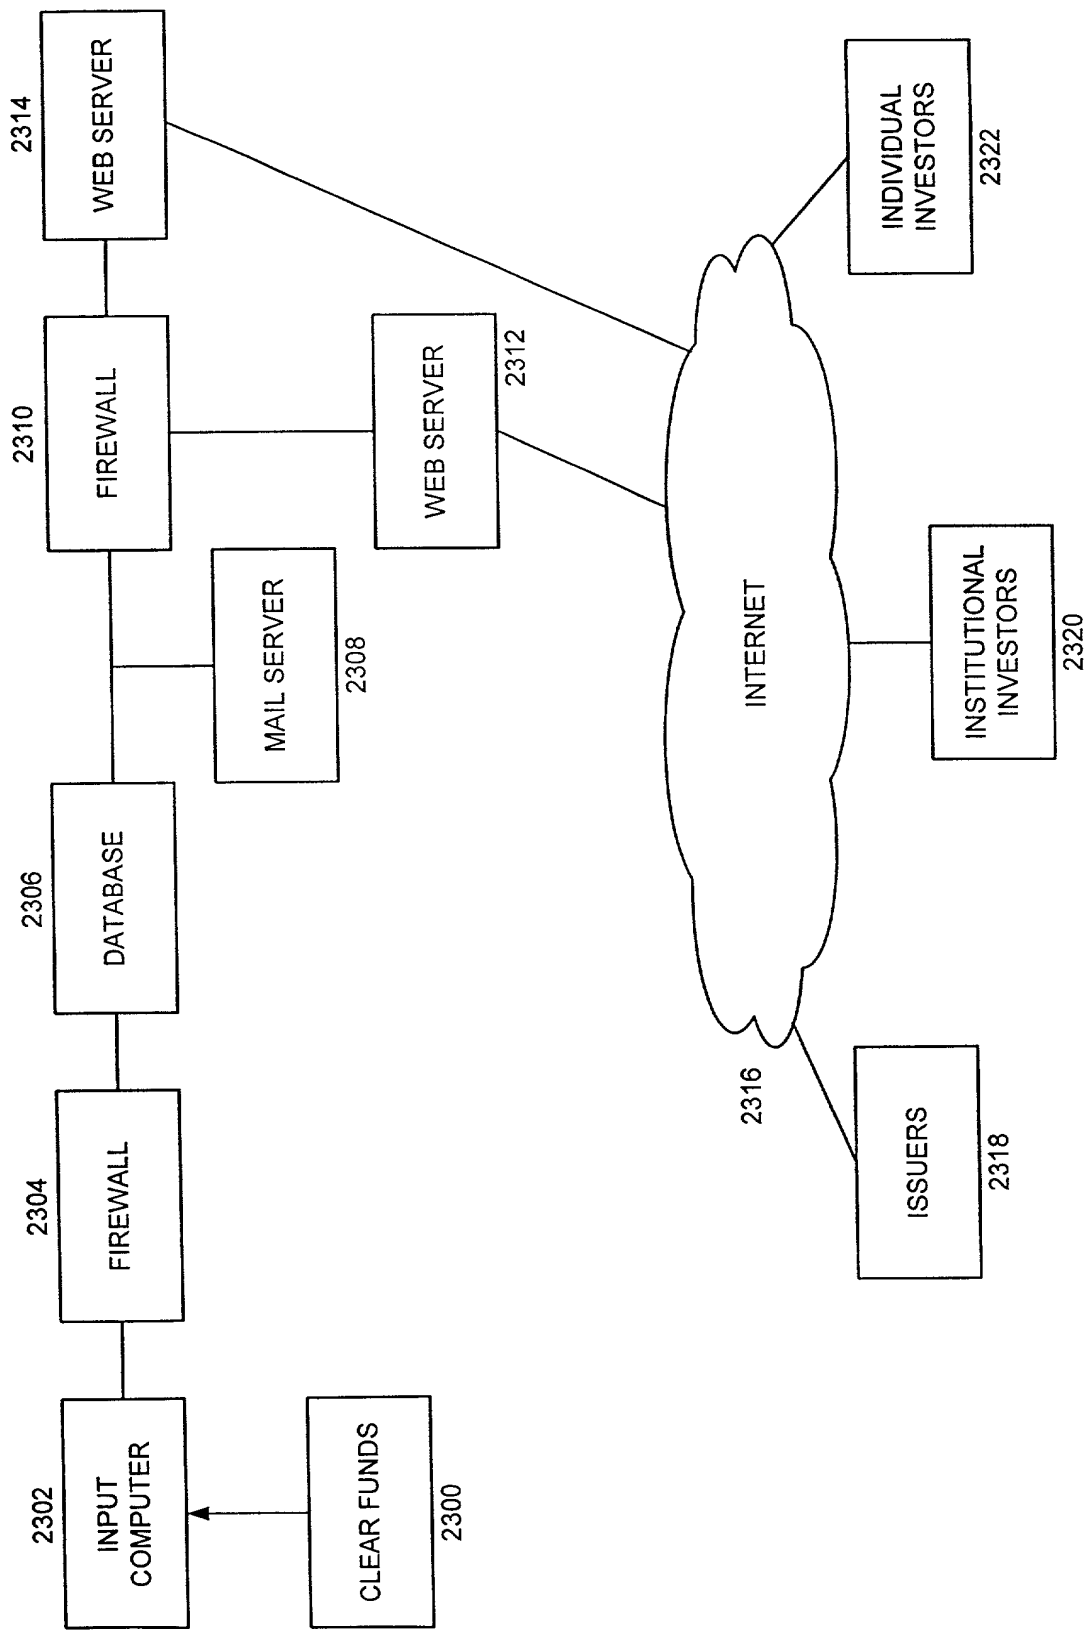 2302
INPUT
COMPUTER
2304
FIREWALL
2306
DATABASE
2310
FIREWALL
2314
WEB SERVER
CLEAR FUNDS
2300
MAIL SERVER
2308
WEB SERVER
2312
INTERNET
2316
ISSUERS
2318
INSTITUTIONAL
INVESTORS
2320
INDIVIDUAL
INVESTORS
2322